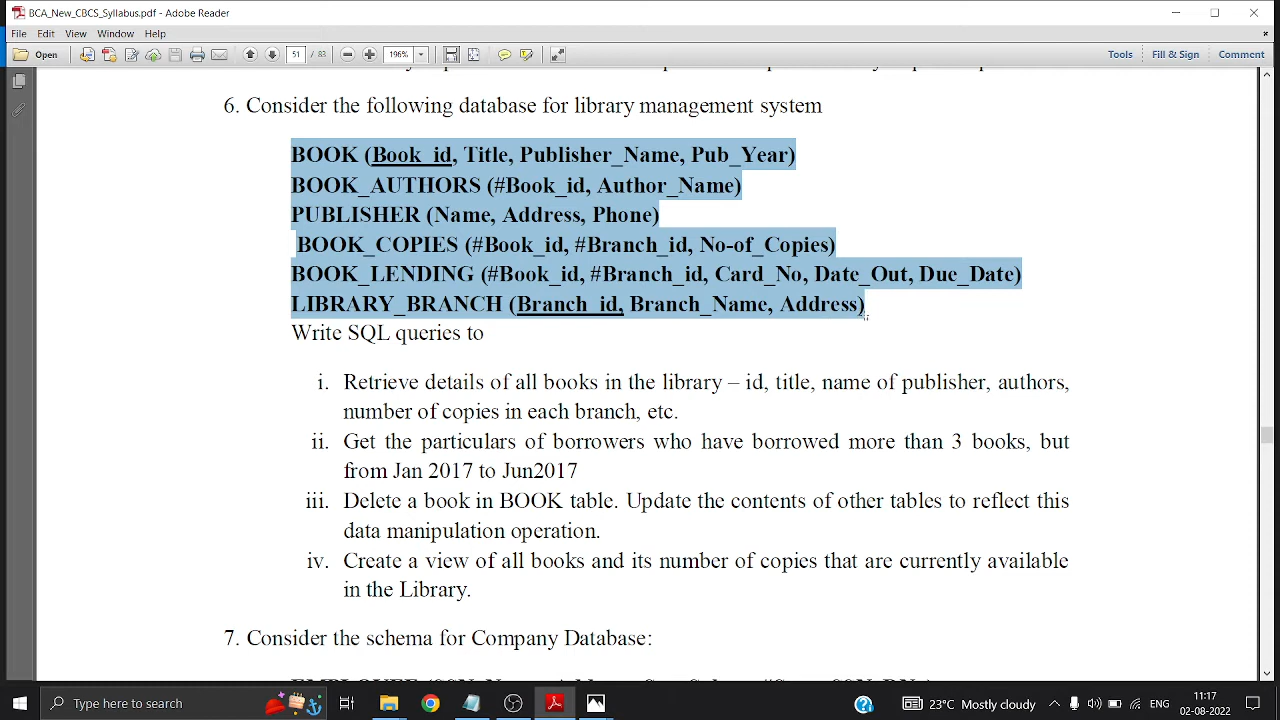 BCA_New_CBCS_Syllabus.pdf - Adobe Reader
File Edit View Window Help
Open 51 / 83 196% Tools Fill & Sign Comment
6. Consider the following database for library management system
BOOK (Book_id, Title, Publisher_Name, Pub_Year)
BOOK_AUTHORS (#Book_id, Author_Name)
PUBLISHER (Name, Address, Phone)
BOOK_COPIES (#Book_id, #Branch_id, No-of_Copies)
BOOK_LENDING (#Book_id, #Branch_id, Card_No, Date_Out, Due_Date)
LIBRARY_BRANCH (Branch_id, Branch_Name, Address)
Write SQL queries to
i. Retrieve details of all books in the library – id, title, name of publisher, authors,
number of copies in each branch, etc.
ii. Get the particulars of borrowers who have borrowed more than 3 books, but
from Jan 2017 to Jun2017
iii. Delete a book in BOOK table. Update the contents of other tables to reflect this
data manipulation operation.
iv. Create a view of all books and its number of copies that are currently available
in the Library.
7. Consider the schema for Company Database:
Type here to search 23°C Mostly cloudy ENG 11:17
02-08-2022